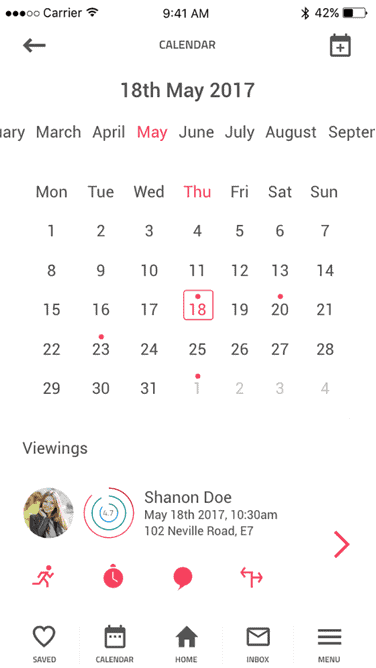 Carrier 9:41 AM 42%
CALENDAR
18th May 2017
uary March April May June July August Septen
Mon Tue Wed Thu Fri Sat Sun
1 2 3 4 5 6 7
8 9 10 11 12 13 14
15 16 17 18 19 20 21
22 23 24 25 26 27 28
29 30 31 1 2 3 4
Viewings
4.7
Shanon Doe
May 18th 2017, 10:30am
102 Neville Road, E7
SAVED CALENDAR HOME INBOX MENU